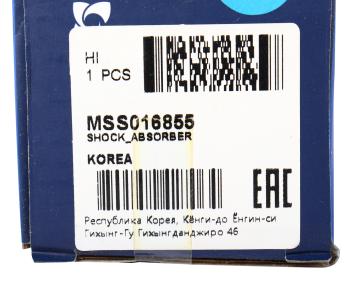 HI
1 PCS
MSS016855
SHOCK_ABSORBER
KOREA
EAC
Республика Корея, Кёнги-до Ёнгин-си
Гихынг-Гу Гихынгданджиро 46